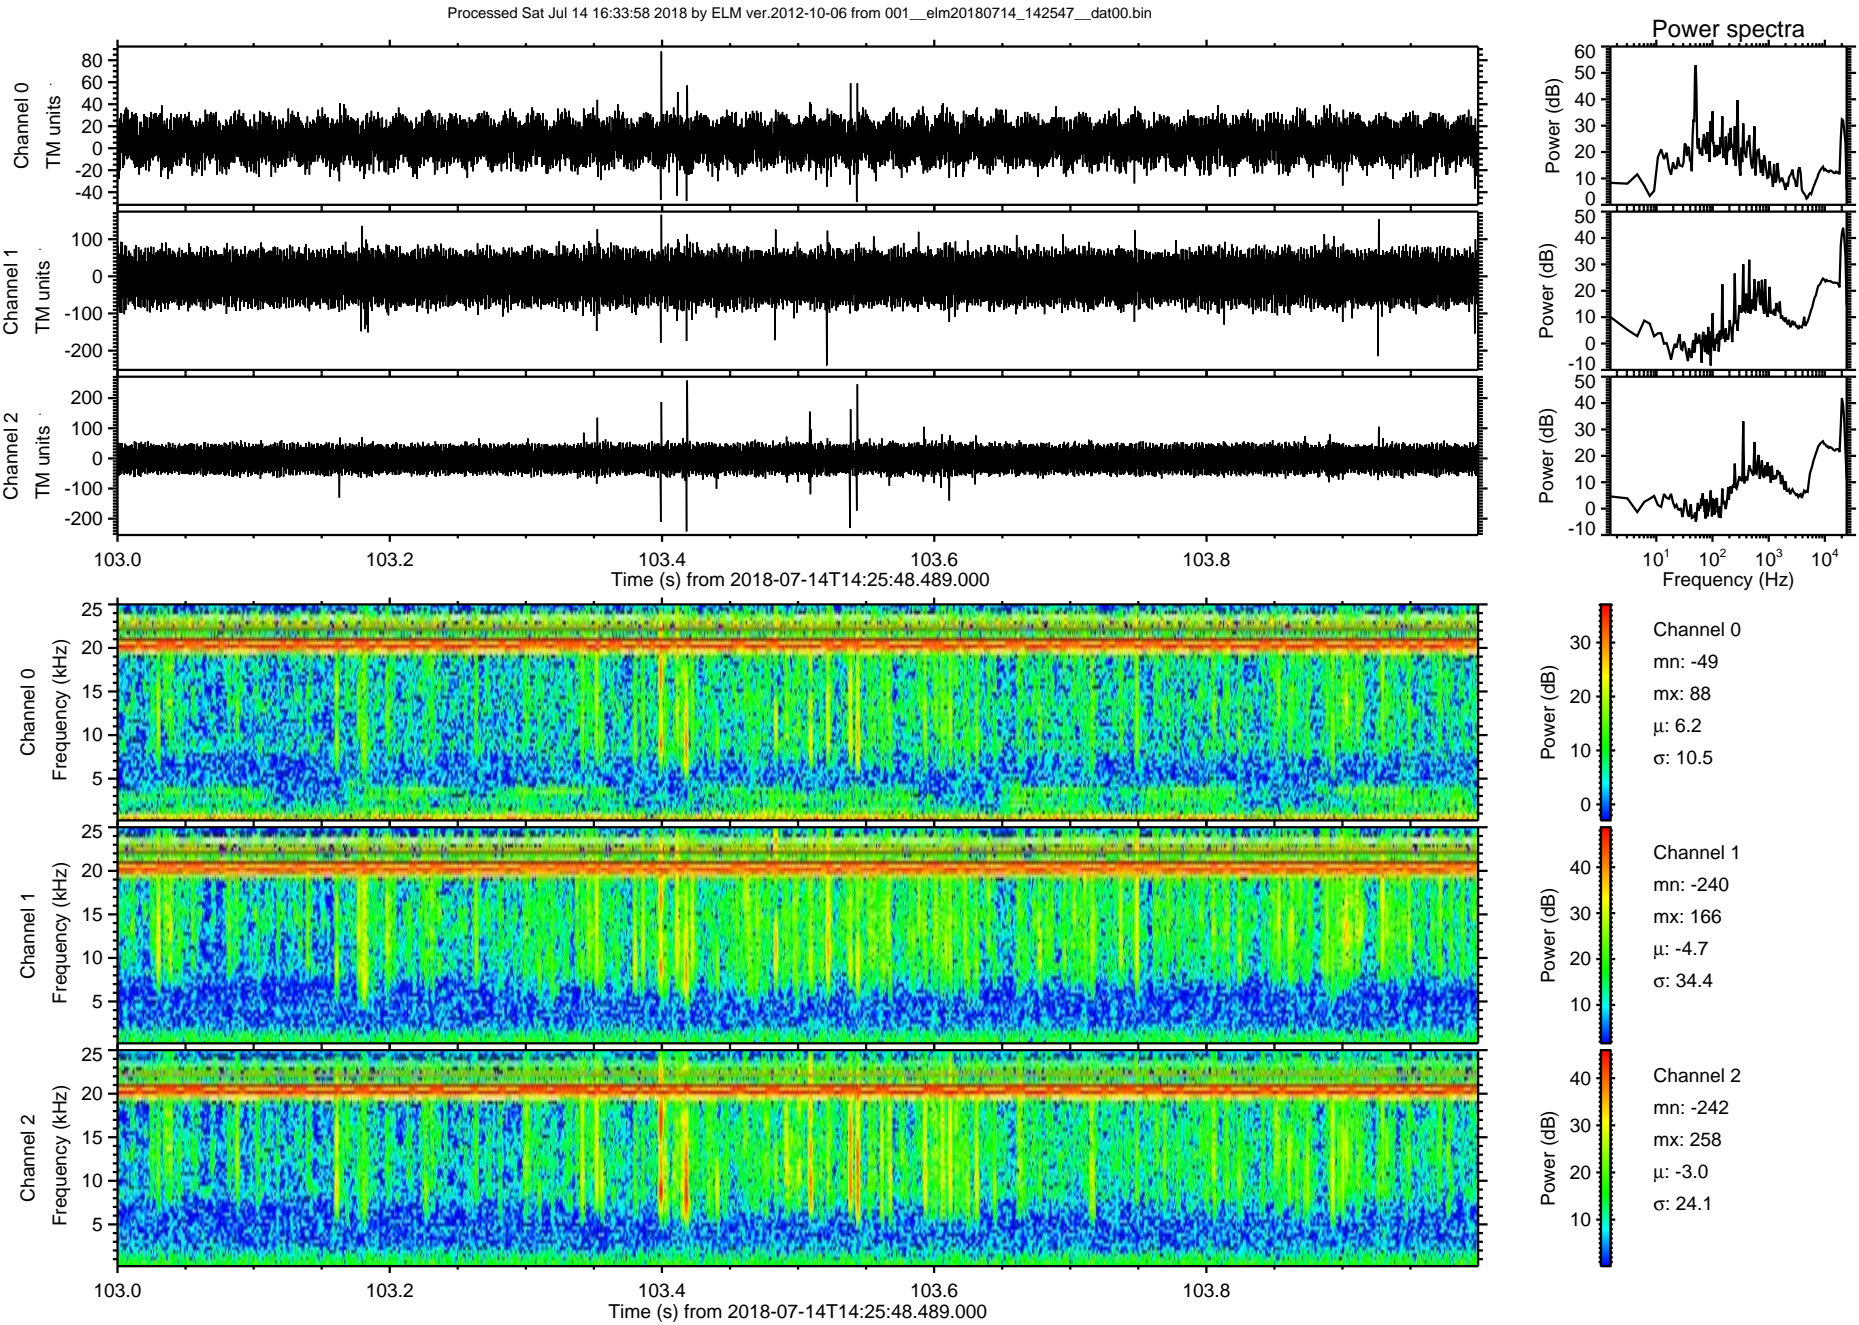 Processed Sat Jul 14 16:33:58 2018 by ELM ver.2012-10-06 from 001__elm20180714_142547__dat00.bin
Power spectra
Channel 0
TM units
80
60
40
20
0
-20
-40
Power (dB)
60
50
40
30
20
10
0
Channel 1
TM units
100
0
-100
-200
Power (dB)
50
40
30
20
10
0
-10
Channel 2
TM units
200
100
0
-100
-200
Power (dB)
50
40
30
20
10
0
-10
103.0 103.2 103.4 103.6 103.8
Time (s) from 2018-07-14T14:25:48.489.000
10¹ 10² 10³ 10⁴
Frequency (Hz)
Channel 0
Frequency (kHz)
25
20
15
10
5
Power (dB)
30
20
10
0
Channel 0
mn: -49
mx: 88
μ: 6.2
σ: 10.5
Channel 1
Frequency (kHz)
25
20
15
10
5
Power (dB)
40
30
20
10
Channel 1
mn: -240
mx: 166
μ: -4.7
σ: 34.4
Channel 2
Frequency (kHz)
25
20
15
10
5
Power (dB)
40
30
20
10
Channel 2
mn: -242
mx: 258
μ: -3.0
σ: 24.1
103.0 103.2 103.4 103.6 103.8
Time (s) from 2018-07-14T14:25:48.489.000